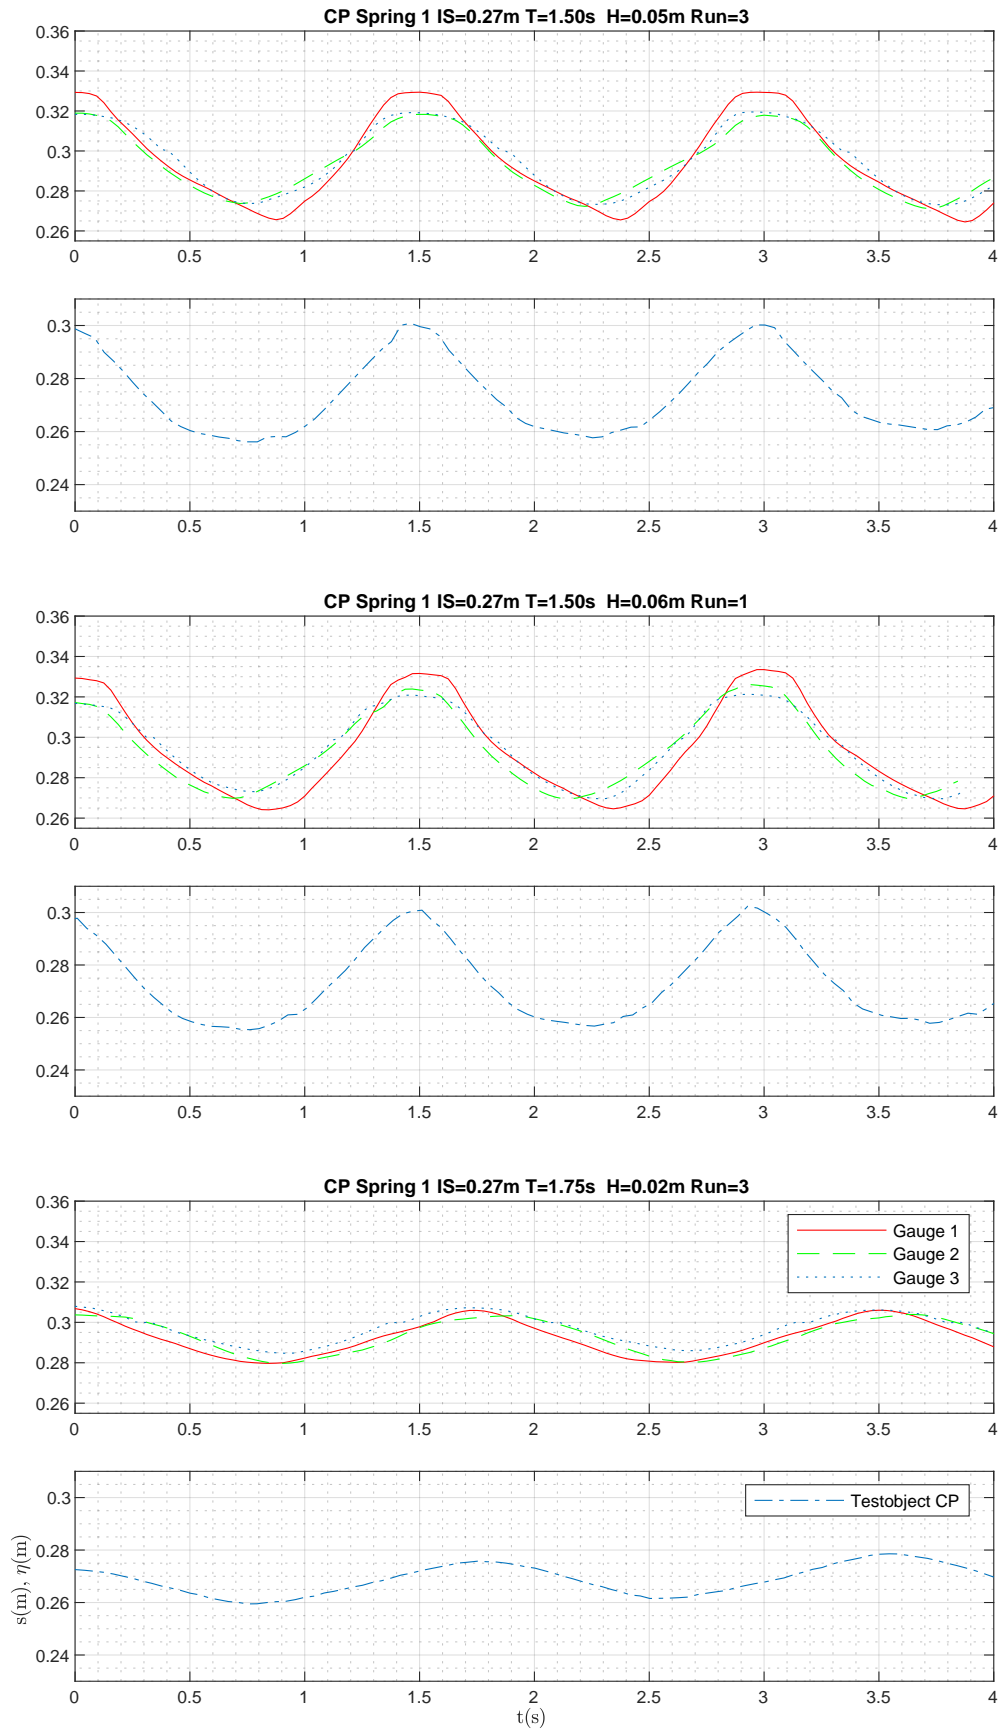 CP Spring 1 IS=0.27m T=1.50s  H=0.05m Run=3
0.36
0.34
0.32
0.3
0.28
0.26
0 0.5 1 1.5 2 2.5 3 3.5 4
0.3
0.28
0.26
0.24
0 0.5 1 1.5 2 2.5 3 3.5 4
CP Spring 1 IS=0.27m T=1.50s  H=0.06m Run=1
0.36
0.34
0.32
0.3
0.28
0.26
0 0.5 1 1.5 2 2.5 3 3.5 4
0.3
0.28
0.26
0.24
0 0.5 1 1.5 2 2.5 3 3.5 4
CP Spring 1 IS=0.27m T=1.75s  H=0.02m Run=3
0.36
0.34
0.32
0.3
0.28
0.26
Gauge 1
Gauge 2
Gauge 3
0 0.5 1 1.5 2 2.5 3 3.5 4
0.3
0.28
0.26
0.24
Testobject CP
s(m), η(m)
0 0.5 1 1.5 2 2.5 3 3.5 4
t(s)